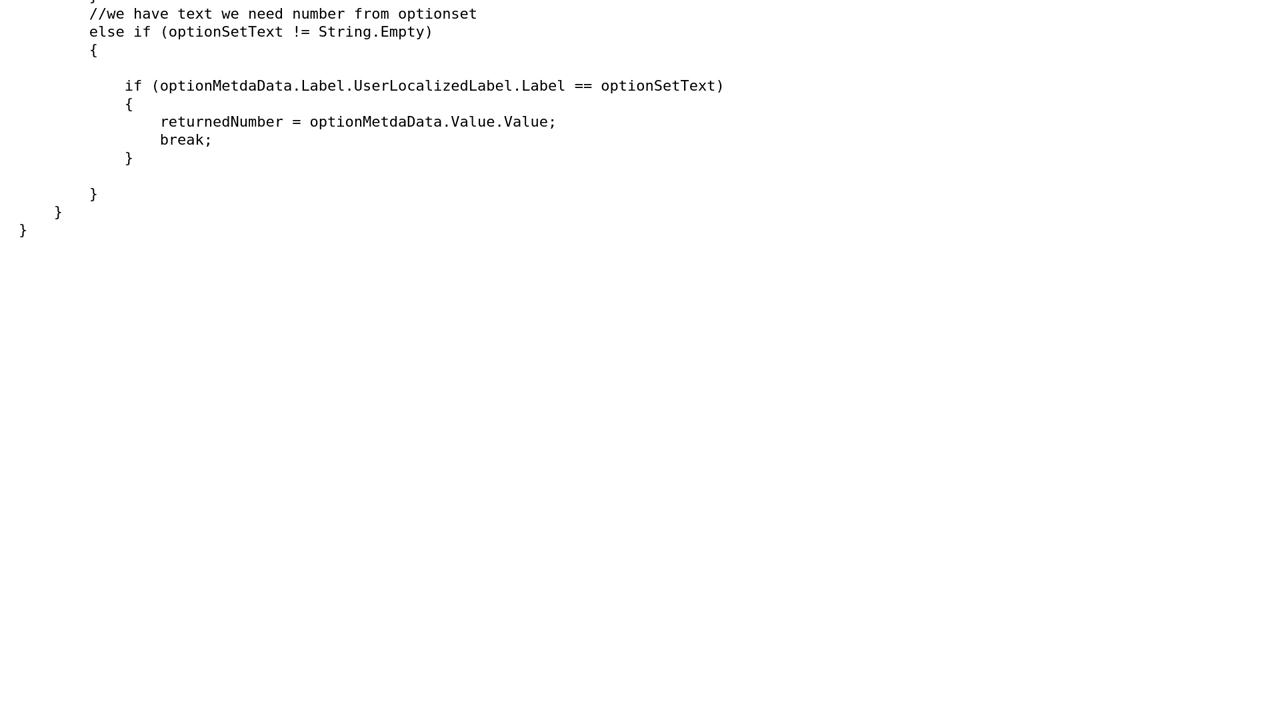 }
//we have text we need number from optionset
else if (optionSetText != String.Empty)
{
if (optionMetdaData.Label.UserLocalizedLabel.Label == optionSetText)
{
returnedNumber = optionMetdaData.Value.Value;
break;
}
}
}
}